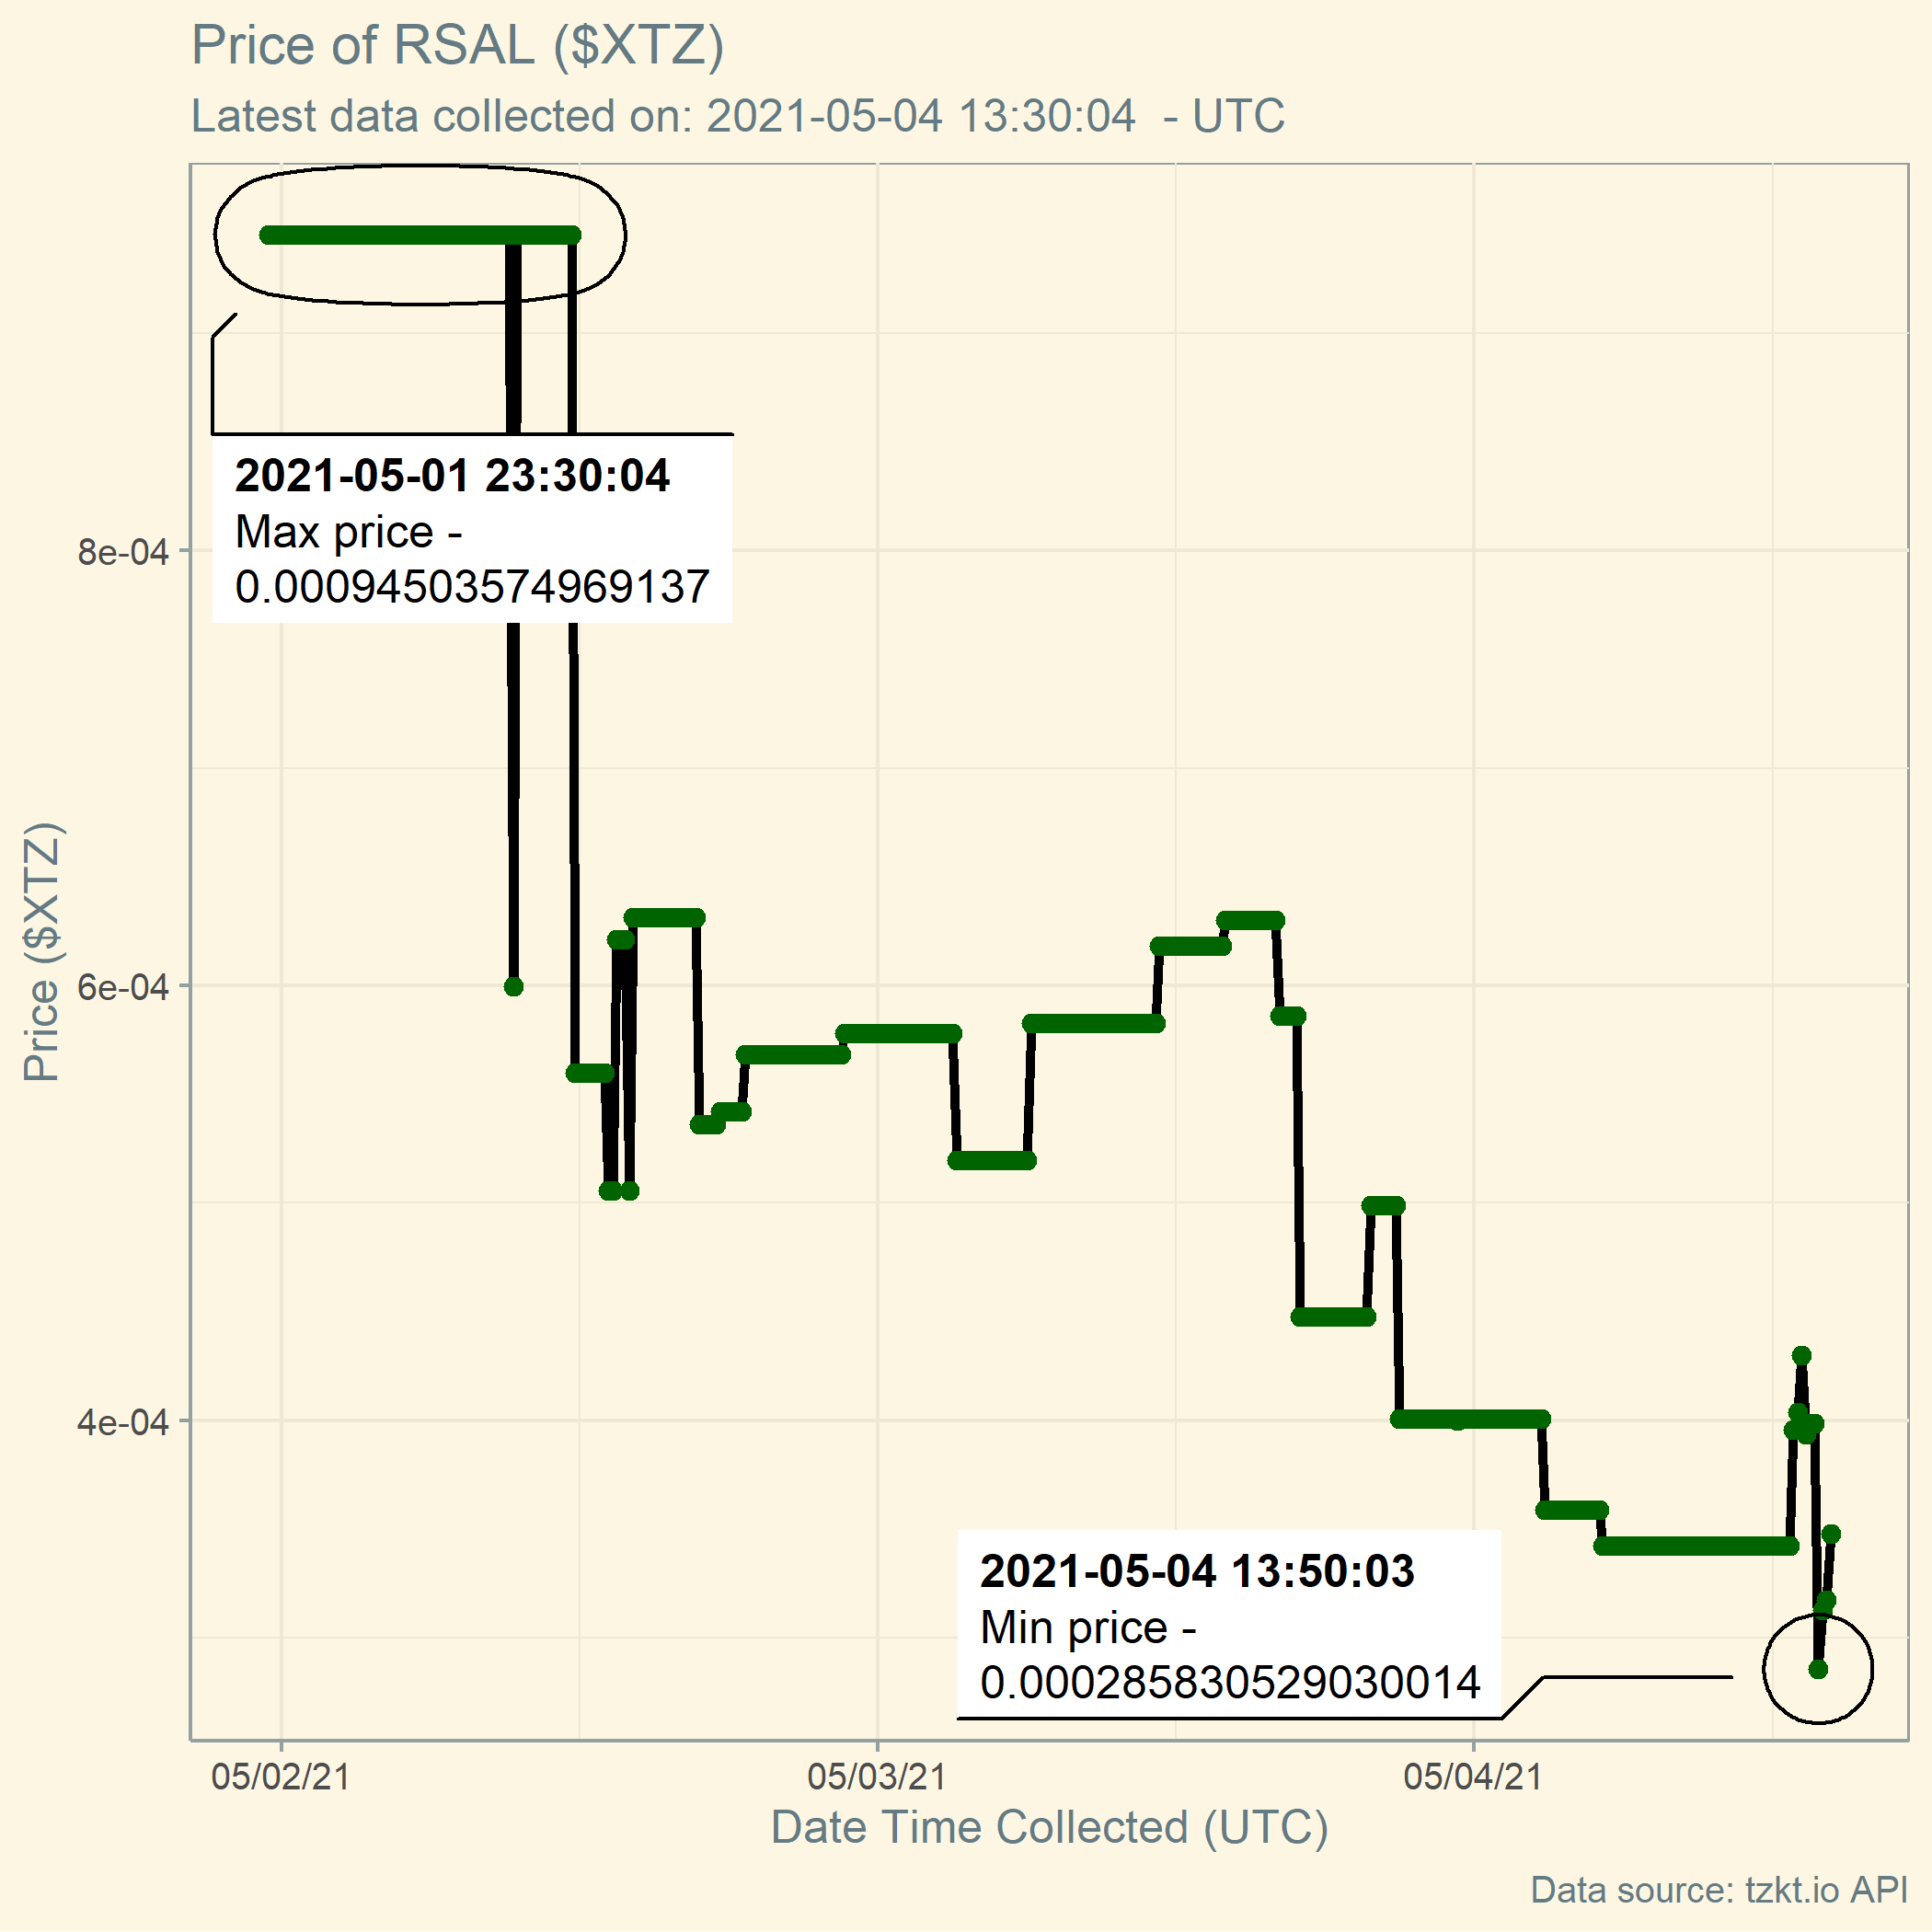 Price of RSAL ($XTZ)
Latest data collected on: 2021-05-04 13:30:04  - UTC
2021-05-01 23:30:04
Max price -
0.00094503574969137
8e-04
Price ($XTZ)
6e-04
4e-04
2021-05-04 13:50:03
Min price -
0.000285830529030014
05/02/21
05/03/21
05/04/21
Date Time Collected (UTC)
Data source: tzkt.io API